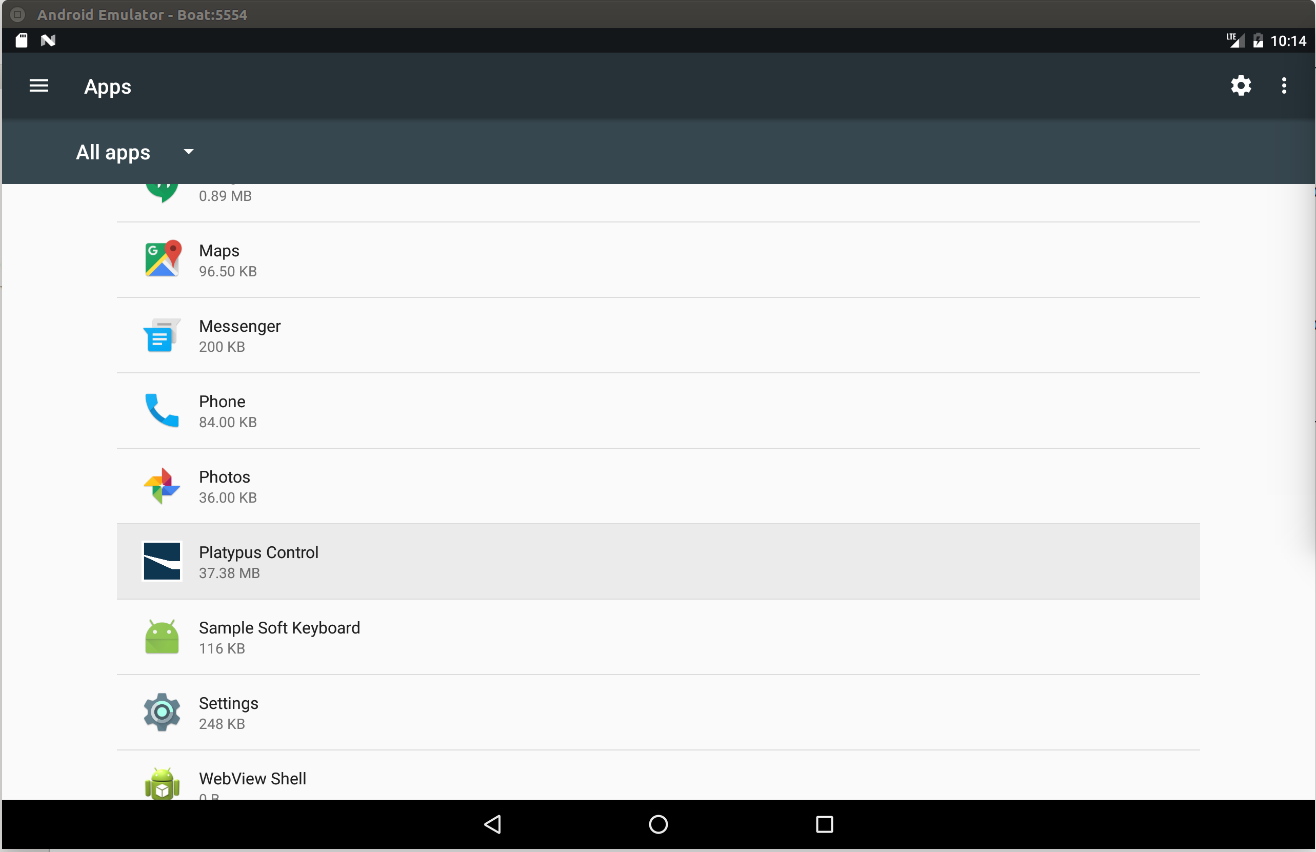 Android Emulator - Boat:5554
LTE
10:14
Apps
All apps
0.89 MB
G
Maps
96.50 KB
Messenger
200 KB
Phone
84.00 KB
Photos
36.00 KB
Platypus Control
37.38 MB
Sample Soft Keyboard
116 KB
Settings
248 KB
WebView Shell